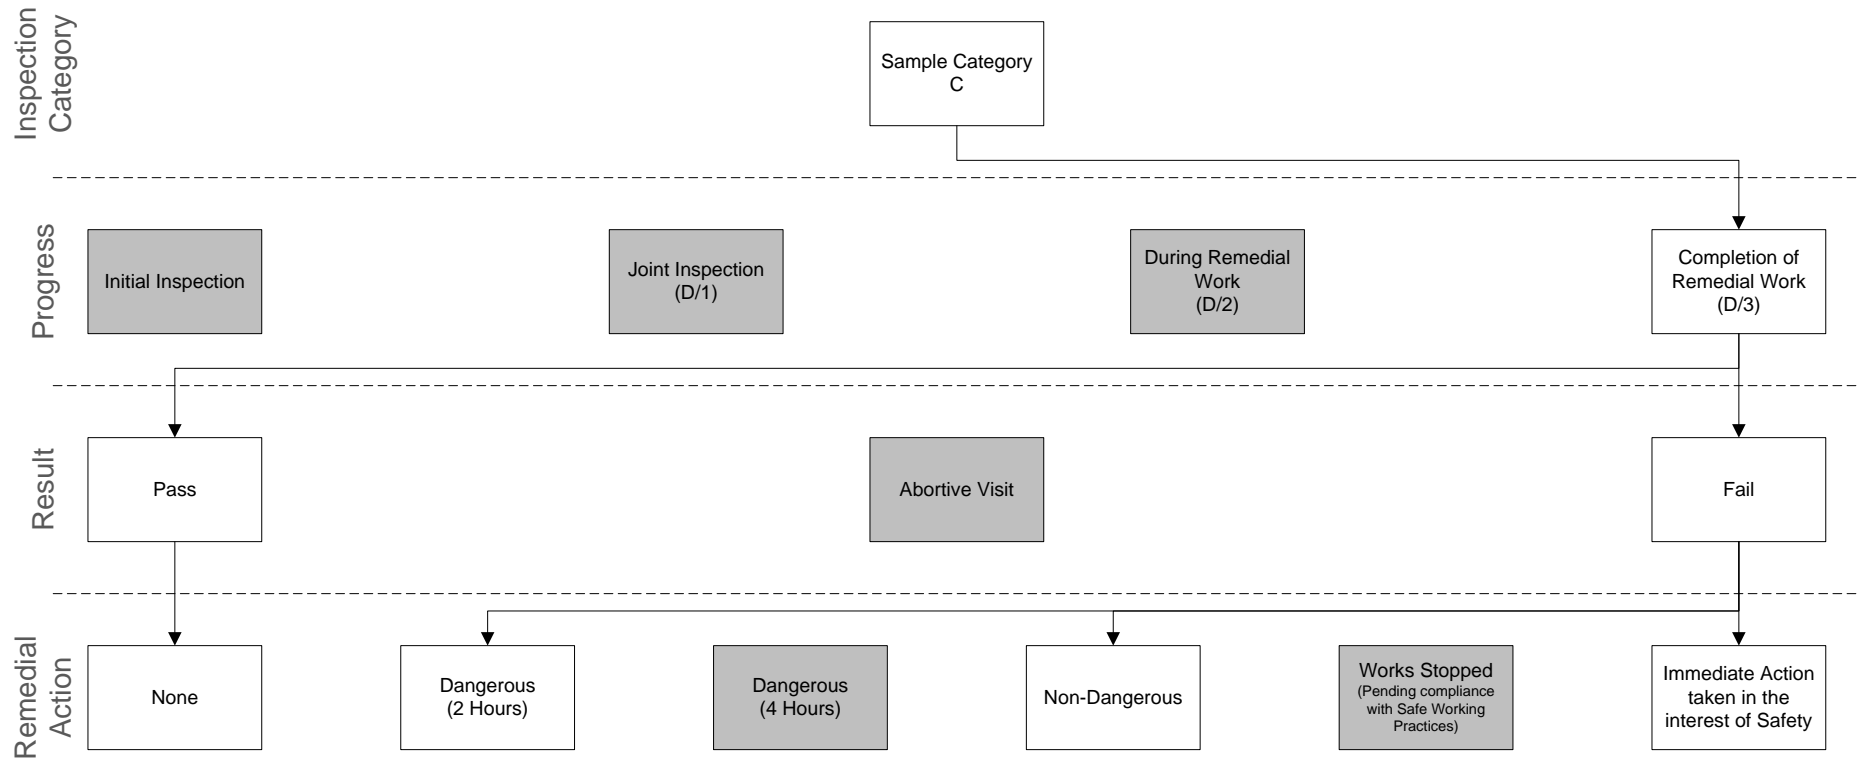 Inspection
Category
Sample Category
C
Progress
Initial Inspection
Joint Inspection
(D/1)
During Remedial
Work
(D/2)
Completion of
Remedial Work
(D/3)
Result
Pass
Abortive Visit
Fail
Remedial
Action
None
Dangerous
(2 Hours)
Dangerous
(4 Hours)
Non-Dangerous
Works Stopped
(Pending compliance
with Safe Working
Practices)
Immediate Action
taken in the
interest of Safety